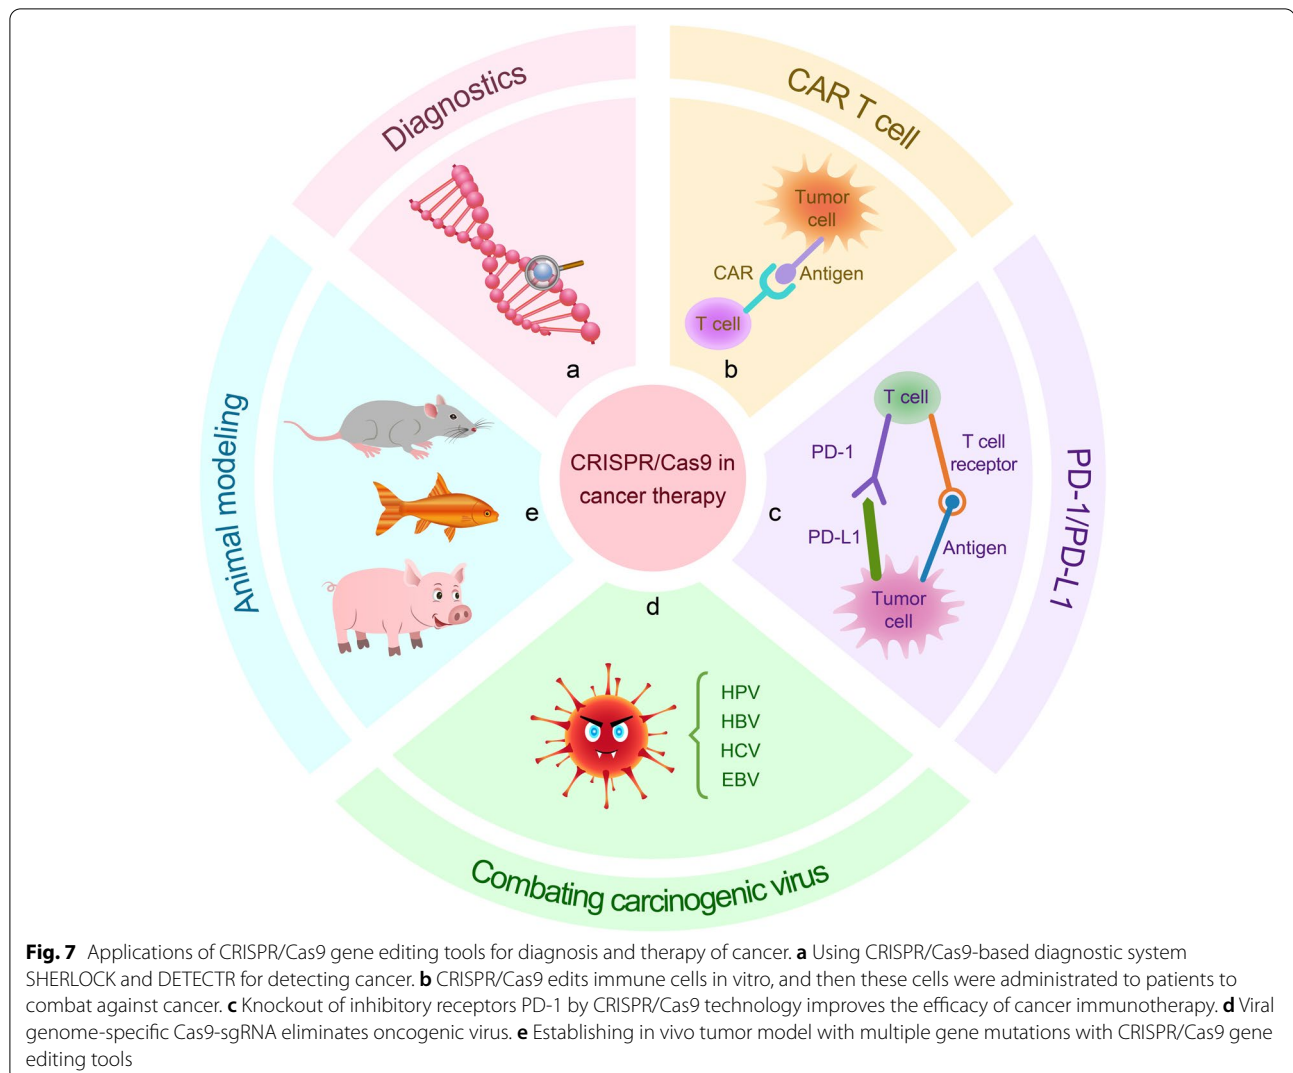 Diagnostics
CAR T cell
Tumor
cell
CAR
Antigen
T cell
a
b
Animal modeling
e
CRISPR/Cas9 in
cancer therapy
T cell
PD-1
T cell
receptor
c
PD-L1
Antigen
Tumor
cell
PD-1/PD-L1
d
HPV
HBV
HCV
EBV
Combating carcinogenic virus
Fig. 7 Applications of CRISPR/Cas9 gene editing tools for diagnosis and therapy of cancer. a Using CRISPR/Cas9-based diagnostic system
SHERLOCK and DETECTR for detecting cancer. b CRISPR/Cas9 edits immune cells in vitro, and then these cells were administrated to patients to
combat against cancer. c Knockout of inhibitory receptors PD-1 by CRISPR/Cas9 technology improves the efficacy of cancer immunotherapy. d Viral
genome-specific Cas9-sgRNA eliminates oncogenic virus. e Establishing in vivo tumor model with multiple gene mutations with CRISPR/Cas9 gene
editing tools